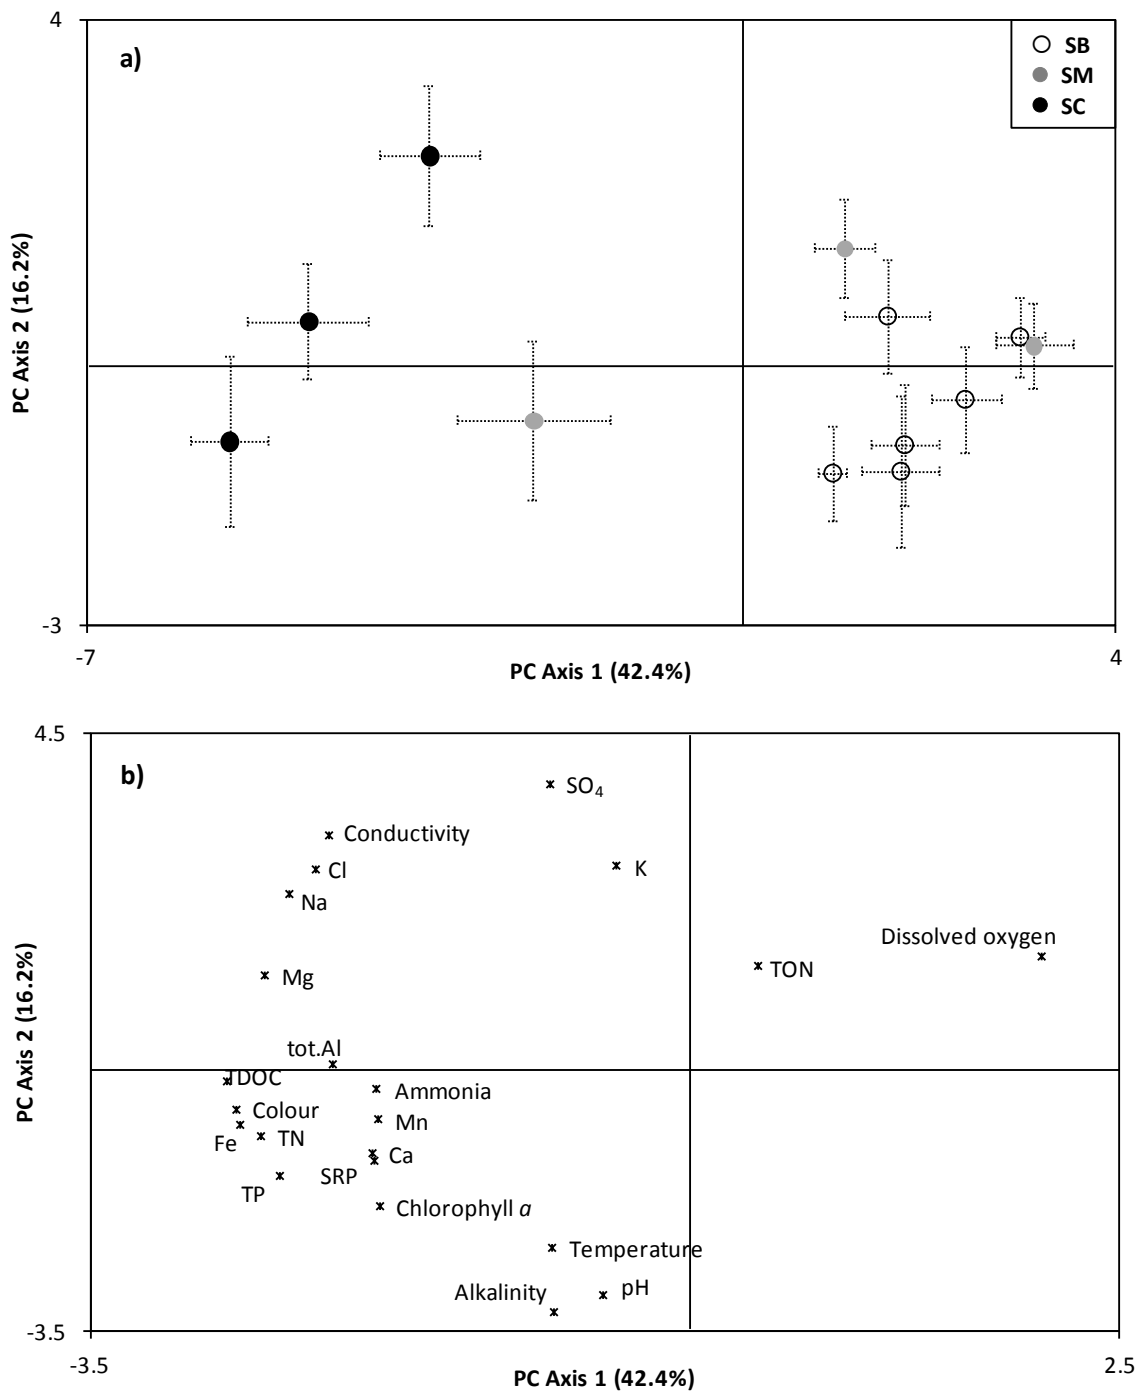 4
a)
SB
SM
SC
PC Axis 2 (16.2%)
-3
-7
4
PC Axis 1 (42.4%)
4.5
b)
SO₄
Conductivity
K
Cl
Na
Dissolved oxygen
TON
Mg
PC Axis 2 (16.2%)
tot.Al
TDOC
Ammonia
Colour
Mn
Fe
TN
Ca
SRP
TP
Chlorophyll a
Temperature
Alkalinity
pH
-3.5
-3.5
2.5
PC Axis 1 (42.4%)